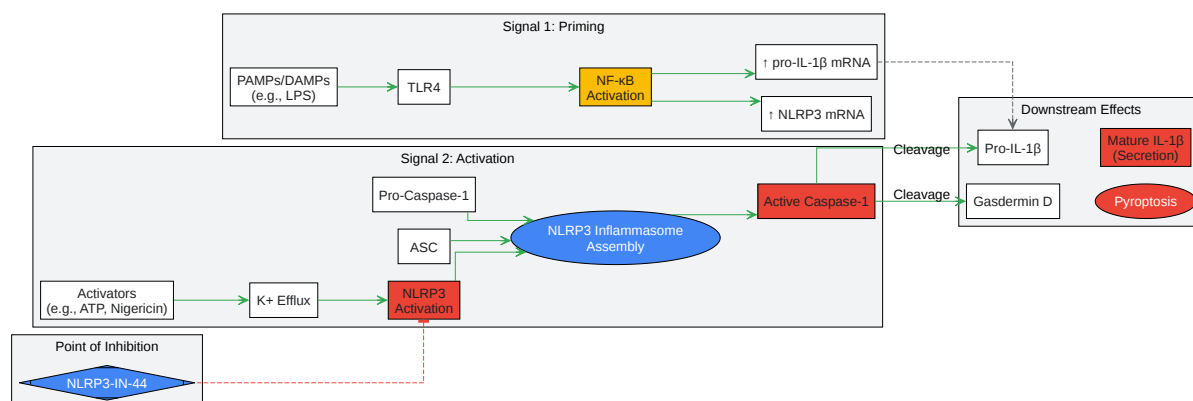 Signal 1: Priming
PAMPs/DAMPs
(e.g., LPS)
TLR4
NF-κB
Activation
↑ pro-IL-1β mRNA
↑ NLRP3 mRNA
Signal 2: Activation
Pro-Caspase-1
ASC
Activators
(e.g., ATP, Nigericin)
K+ Efflux
NLRP3
Activation
NLRP3 Inflammasome
Assembly
Active Caspase-1
Cleavage
Cleavage
Downstream Effects
Pro-IL-1β
Mature IL-1β
(Secretion)
Gasdermin D
Pyroptosis
Point of Inhibition
NLRP3-IN-44